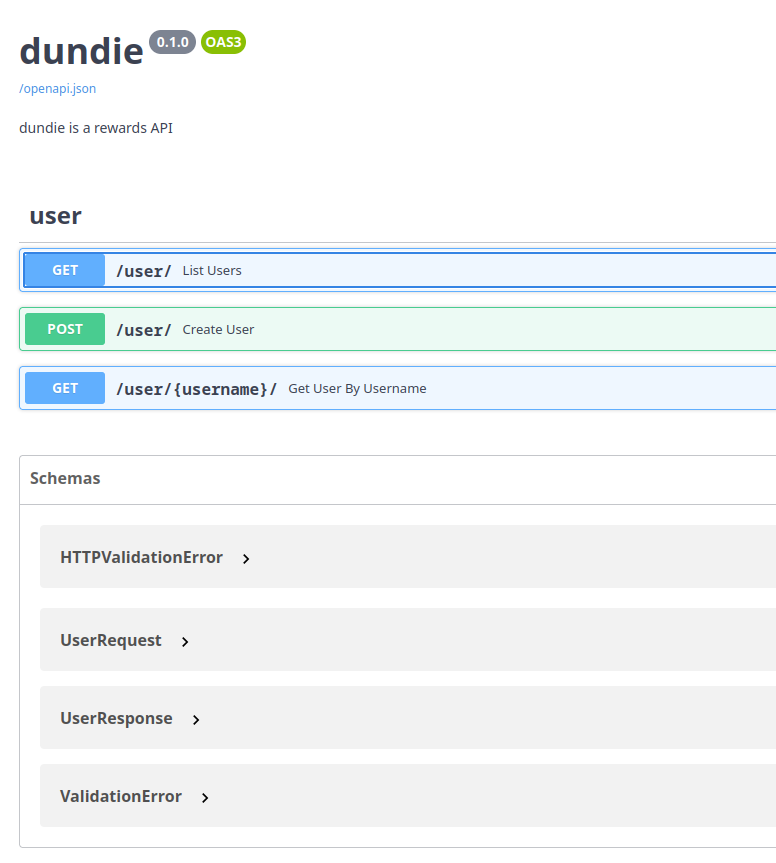 dundie 0.1.0 OAS3
/openapi.json
dundie is a rewards API
user
GET /user/ List Users
POST /user/ Create User
GET /user/{username}/ Get User By Username
Schemas
HTTPValidationError
UserRequest
UserResponse
ValidationError